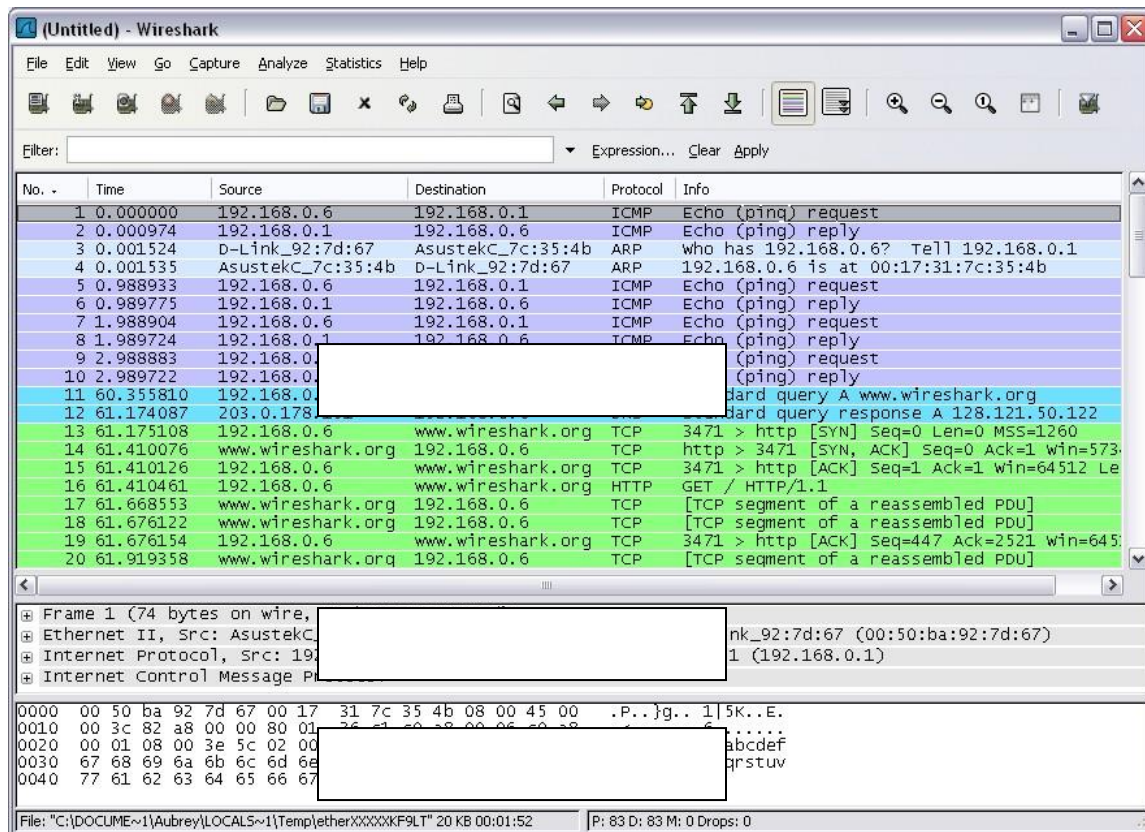 (Untitled) - Wireshark
File Edit View Go Capture Analyze Statistics Help
Filter: Expression... Clear Apply
No. - Time Source Destination Protocol Info
1 0.000000 192.168.0.6 192.168.0.1 ICMP Echo (ping) request
2 0.000974 192.168.0.1 192.168.0.6 ICMP Echo (ping) reply
3 0.001524 D-Link_92:7d:67 AsustekC_7c:35:4b ARP who has 192.168.0.6? Tell 192.168.0.1
4 0.001535 AsustekC_7c:35:4b D-Link_92:7d:67 ARP 192.168.0.6 is at 00:17:31:7c:35:4b
5 0.988933 192.168.0.6 192.168.0.1 ICMP Echo (ping) request
6 0.989775 192.168.0.1 192.168.0.6 ICMP Echo (ping) reply
7 1.988904 192.168.0.6 192.168.0.1 ICMP Echo (ping) request
8 1.989724 192.168.0.1 192.168.0.6 ICMP Echo (ping) reply
9 2.988883 192.168.0. (ping) request
10 2.989722 192.168.0. (ping) reply
11 60.355810 192.168.0. dard query A www.wireshark.org
12 61.174087 203.0.178. query response A 128.121.50.122
13 61.175108 192.168.0.6 www.wireshark.org TCP 3471 > http [SYN] Seq=0 Len=0 MSS=1260
14 61.410076 www.wireshark.org 192.168.0.6 TCP http > 3471 [SYN, ACK] Seq=0 Ack=1 Win=573
15 61.410126 192.168.0.6 www.wireshark.org TCP 3471 > http [ACK] Seq=1 Ack=1 Win=64512 Le
16 61.410461 192.168.0.6 www.wireshark.org HTTP GET / HTTP/1.1
17 61.668553 www.wireshark.org 192.168.0.6 TCP [TCP segment of a reassembled PDU]
18 61.676122 www.wireshark.org 192.168.0.6 TCP [TCP segment of a reassembled PDU]
19 61.676154 192.168.0.6 www.wireshark.org TCP 3471 > http [ACK] Seq=447 Ack=2521 Win=645
20 61.919358 www.wireshark.org 192.168.0.6 TCP [TCP segment of a reassembled PDU]
Frame 1 (74 bytes on wire,
Ethernet II, Src: AsustekC_ nk_92:7d:67 (00:50:ba:92:7d:67)
Internet Protocol, Src: 192 1 (192.168.0.1)
Internet Control Message
0000 00 50 ba 92 7d 67 00 17 31 7c 35 4b 08 00 45 00 .P..}g.. 1|5K..E.
0010 00 3c 82 a8 00 00 80 01
0020 00 01 08 00 3e 5c 02 00 abcdef
0030 67 68 69 6a 6b 6c 6d 6e qrstuv
0040 77 61 62 63 64 65 66 67
File: "C:\DOCUME~1\Aubrey\LOCALS~1\Temp\etherXXXXKF9LT" 20 KB 00:01:52 P: 83 D: 83 M: 0 Drops: 0